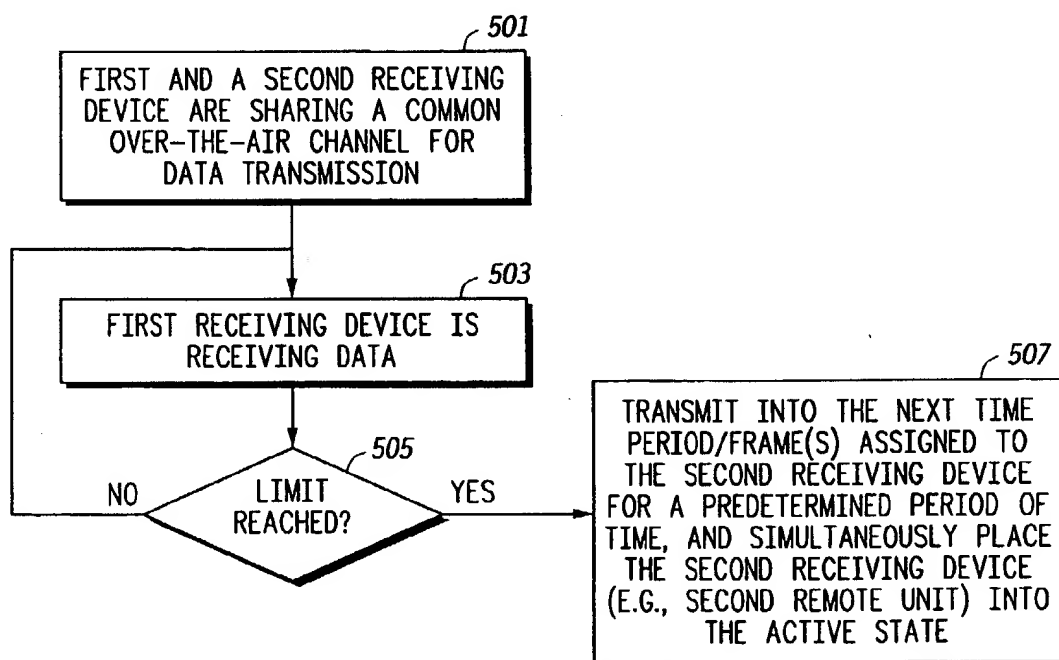 501
FIRST AND A SECOND RECEIVING
DEVICE ARE SHARING A COMMON
OVER-THE-AIR CHANNEL FOR
DATA TRANSMISSION
503
FIRST RECEIVING DEVICE IS
RECEIVING DATA
505
NO
LIMIT
REACHED?
YES
507
TRANSMIT INTO THE NEXT TIME
PERIOD/FRAME(S) ASSIGNED TO
THE SECOND RECEIVING DEVICE
FOR A PREDETERMINED PERIOD OF
TIME, AND SIMULTANEOUSLY PLACE
THE SECOND RECEIVING DEVICE
(E.G., SECOND REMOTE UNIT) INTO
THE ACTIVE STATE